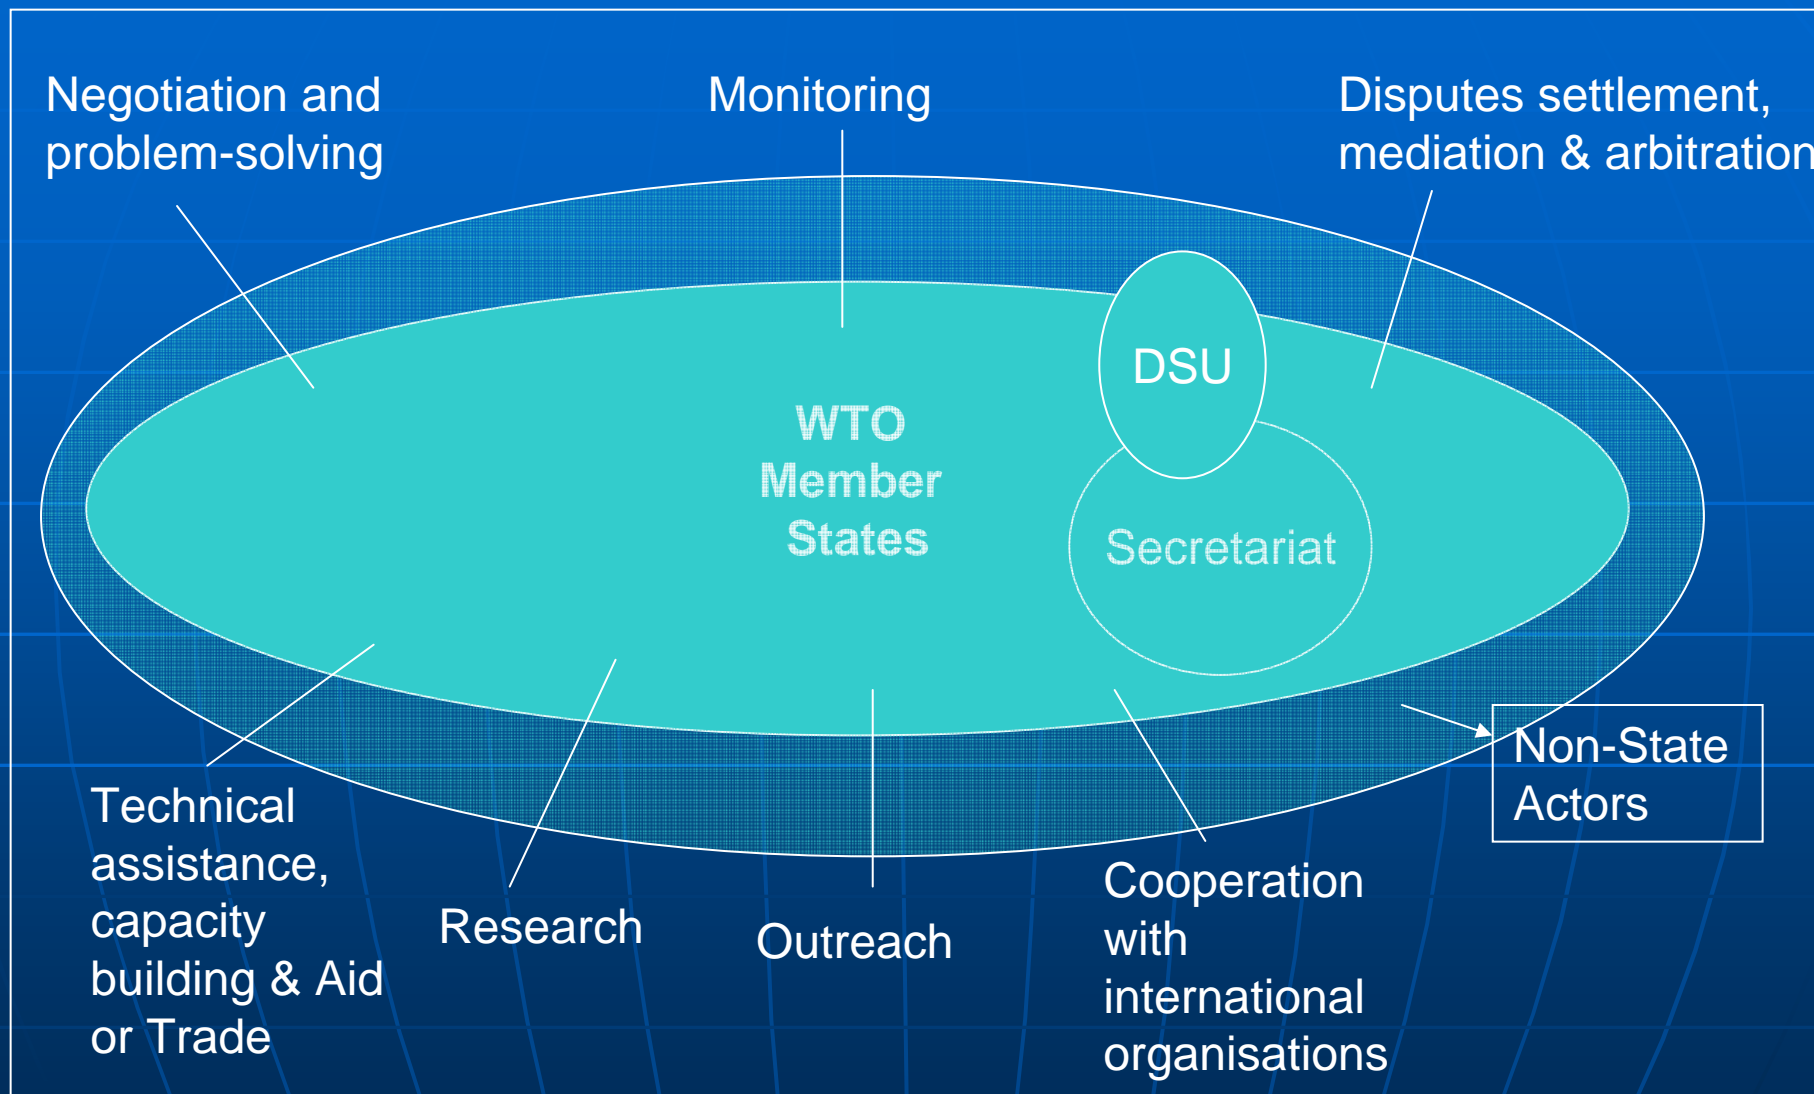 Negotiation and
problem-solving
Monitoring
Disputes settlement,
mediation & arbitration
DSU
WTO
Member
States
Secretariat
Non-State
Actors
Technical
assistance,
capacity
building & Aid
or Trade
Research
Outreach
Cooperation
with
international
organisations